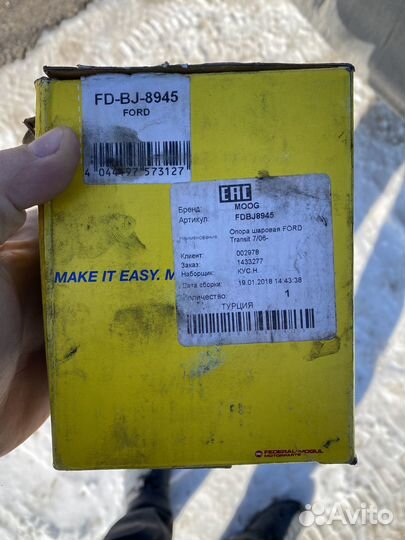 FD-BJ-8945
FORD
4 044197 573127
EAC
Бренд: MOOG
Артикул: FDBJ8945
Наименование Опора шаровая FORD
Transit 7/06-
Клиент: 002978
Заказ: 1433277
Наборщик: КУС.Н.
Дата сборки: 19.01.2018 14:43:38
Количество: 1
ТУРЦИЯ
MAKE IT EASY. M
FEDERAL-MOGUL
MOTORPARTS
Avito